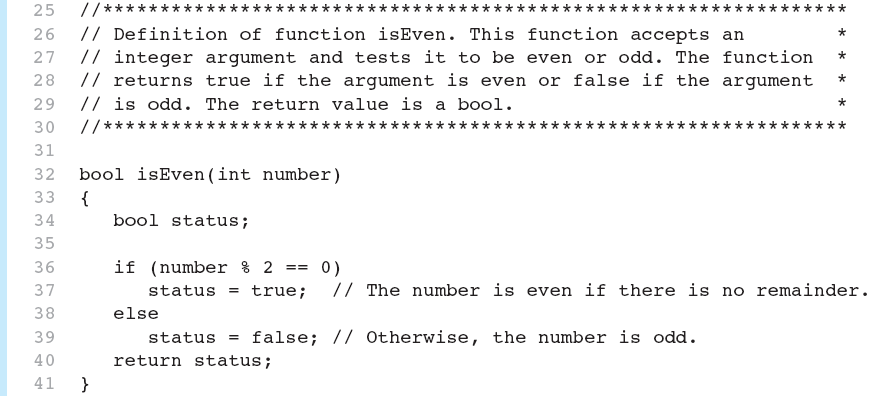 25 //*****************************************************************
26 // Definition of function isEven. This function accepts an        *
27 // integer argument and tests it to be even or odd. The function  *
28 // returns true if the argument is even or false if the argument  *
29 // is odd. The return value is a bool.                            *
30 //*****************************************************************
31
32 bool isEven(int number)
33 {
34    bool status;
35
36    if (number % 2 == 0)
37       status = true;  // The number is even if there is no remainder.
38    else
39       status = false; // Otherwise, the number is odd.
40    return status;
41 }